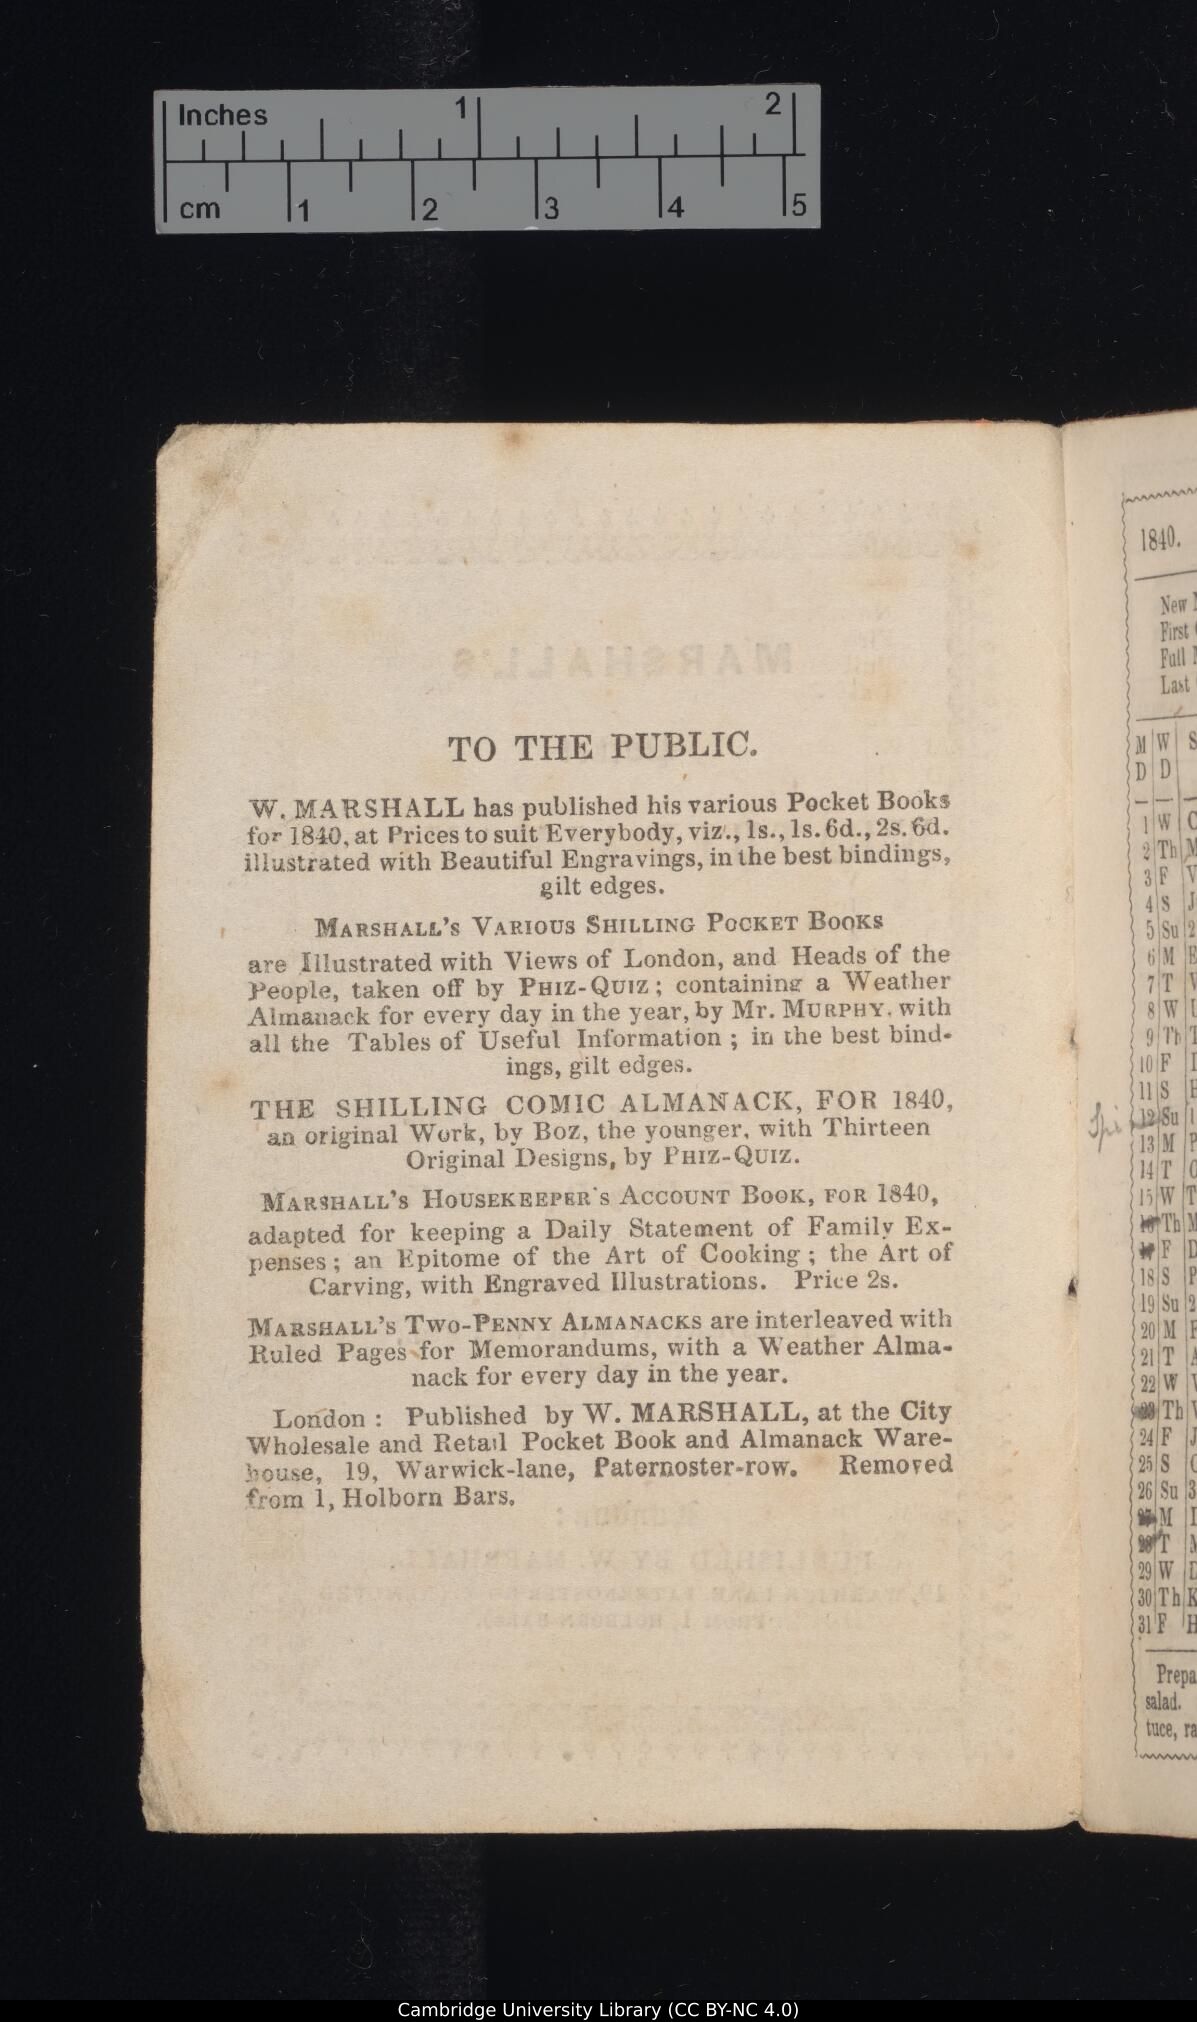 Inches 1 2
cm 1 2 3 4 5
TO THE PUBLIC.
W. MARSHALL has published his various Pocket Books
for 1840, at Prices to suit Everybody, viz., 1s., 1s. 6d., 2s. 6d.
illustrated with Beautiful Engravings, in the best bindings,
gilt edges.
MARSHALL'S VARIOUS SHILLING POCKET BOOKS
are Illustrated with Views of London, and Heads of the
People, taken off by PHIZ-QUIZ; containing a Weather
Almanack for every day in the year, by Mr. MURPHY, with
all the Tables of Useful Information; in the best bind-
ings, gilt edges.
THE SHILLING COMIC ALMANACK, FOR 1840,
an original Work, by BOZ, the younger, with Thirteen
Original Designs, by PHIZ-QUIZ.
MARSHALL'S HOUSEKEEPER'S ACCOUNT BOOK, FOR 1840,
adapted for keeping a Daily Statement of Family Ex-
penses; an Epitome of the Art of Cooking; the Art of
Carving, with Engraved Illustrations. Price 2s.
MARSHALL'S TWO-PENNY ALMANACKS are interleaved with
Ruled Pages for Memorandums, with a Weather Alma-
nack for every day in the year.
London: Published by W. MARSHALL, at the City
Wholesale and Retail Pocket Book and Almanack Ware-
house, 19, Warwick-lane, Paternoster-row. Removed
from 1, Holborn Bars.
1840.
New
First
Full
Last
M W
D D
1 W
2 Th
3 F
4 S
5 Su
6 M
7 T
8 W
9 Th
10 F
11 S
12 Su
13 M
14 T
15 W
16 Th
17 F
18 S
19 Su
20 M
21 T
22 W
23 Th
24 F
25 S
26 Su
27 M
28 T
29 W
30 Th
31 F
Prepa
salad.
tuce, ra
Cambridge University Library (CC BY-NC 4.0)